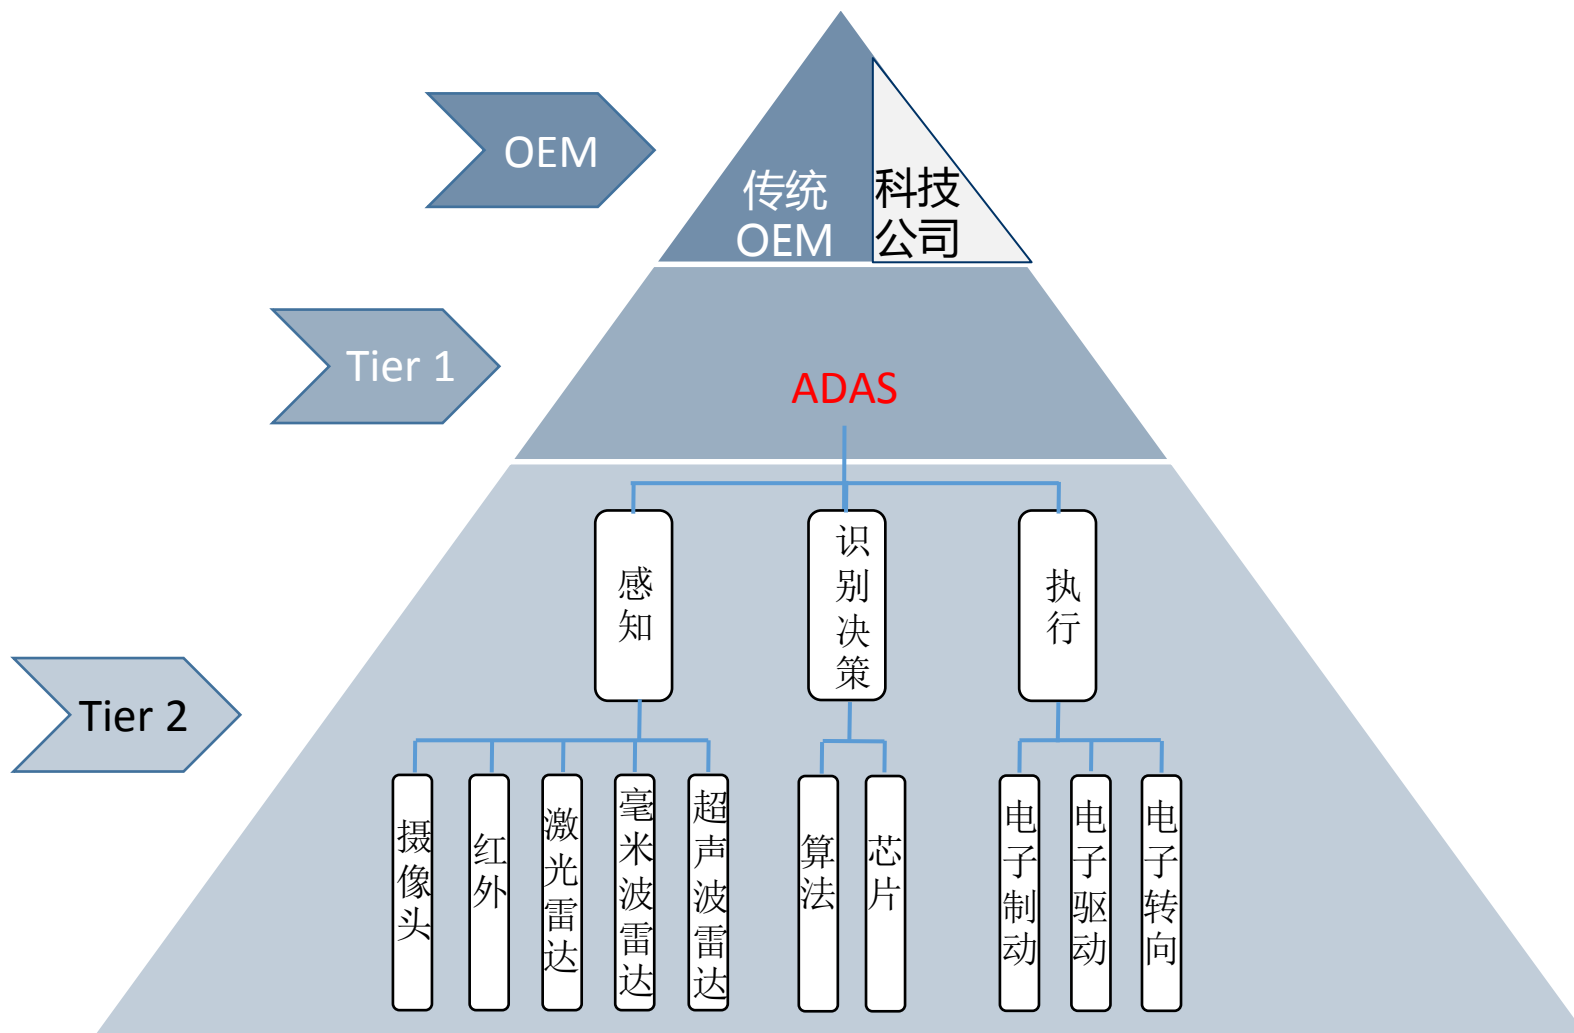 OEM
传统
OEM
科技
公司
Tier 1
ADAS
Tier 2
感知
识别决策
执行
摄像头
红外
激光雷达
毫米波雷达
超声波雷达
算法
芯片
电子制动
电子驱动
电子转向